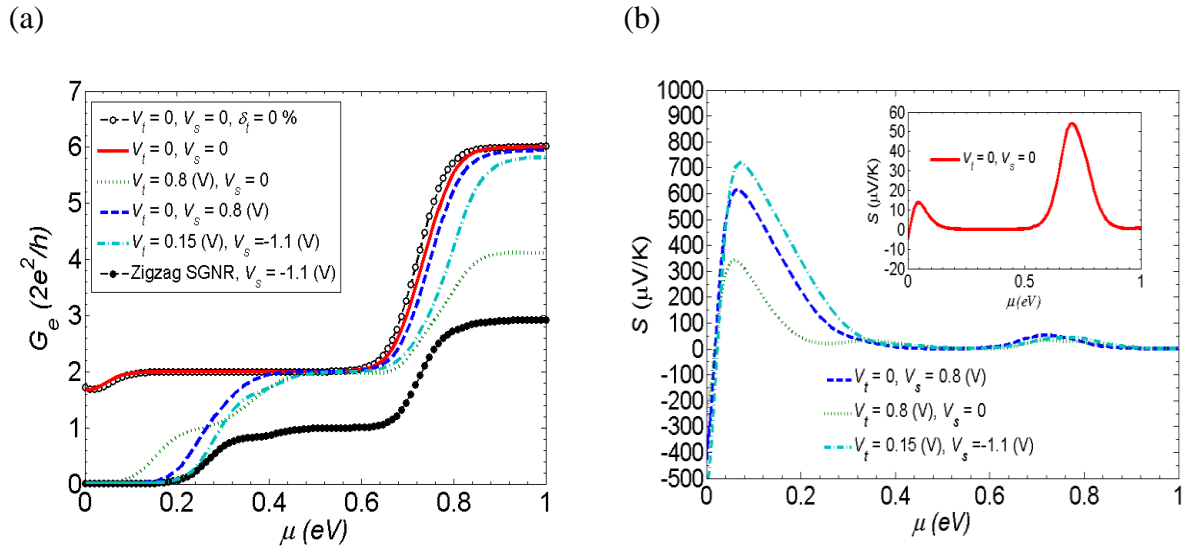 (a)
(b)
7
6
5
4
3
2
1
0
G_e (2e²/h)
V_t = 0, V_s = 0, δ_t = 0 %
V_t = 0, V_s = 0
V_t = 0.8 (V), V_s = 0
V_t = 0, V_s = 0.8 (V)
V_t = 0.15 (V), V_s =-1.1 (V)
Zigzag SGNR, V_s = -1.1 (V)
0 0.2 0.4 0.6 0.8 1
μ (eV)
1000
900
800
700
600
500
400
300
200
100
0
-100
-200
-300
-400
-500
S (μV/K)
60
50
40
30
20
10
0
-10
-20
S (μV/K)
V_t = 0, V_s = 0
0 0.5 1
μ(eV)
V_t = 0, V_s = 0.8 (V)
V_t = 0.8 (V), V_s = 0
V_t = 0.15 (V), V_s =-1.1 (V)
0 0.2 0.4 0.6 0.8 1
μ (eV)